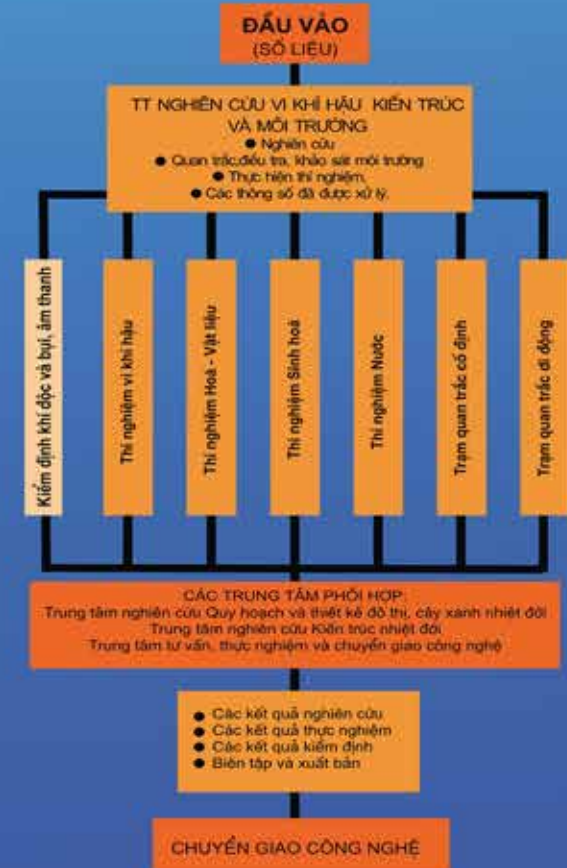 ĐẦU VÀO
(SỐ LIỆU)
TT NGHIÊN CỨU VI KHÍ HẬU KIẾN TRÚC
VÀ MÔI TRƯỜNG
● Nghiên cứu
● Quan trắc,điều tra, khảo sát môi trường
● Thực hiện thí nghiệm,
● Các thông số đã được xử lý.
Kiểm định khí độc và bụi, âm thanh
Thí nghiệm vi khí hậu
Thí nghiệm Hoá - Vật liệu
Thí nghiệm Sinh hoá
Thí nghiệm Nước
Trạm quan trắc cố định
Trạm quan trắc di động
CÁC TRUNG TÂM PHỐI HỢP:
Trung tâm nghiên cứu Quy hoạch và thiết kế đô thị, cây xanh nhiệt đới
Trung tâm nghiên cứu Kiến trúc nhiệt đới
Trung tâm tư vấn, thực nghiệm và chuyển giao công nghệ
● Các kết quả nghiên cứu
● Các kết quả thực nghiệm
● Các kết quả kiểm định
● Biên tập và xuất bản
CHUYỂN GIAO CÔNG NGHỆ